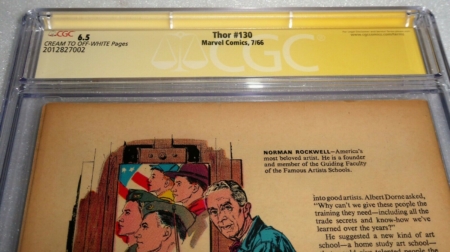 CGC
6.5
CREAM TO OFF-WHITE Pages
2012827002
Thor #130
Marvel Comics, 7/66
CGC
NORMAN ROCKWELL—America's
most beloved artist. He is a founder
and member of the Guiding Faculty
of the Famous Artists Schools.
into good artists. Albert Dorne asked,
"Why can't we give these people the
training they need—including all the
trade secrets and know-how we've
learned over the years?"
He suggested a new kind of art
school—a home study art school—